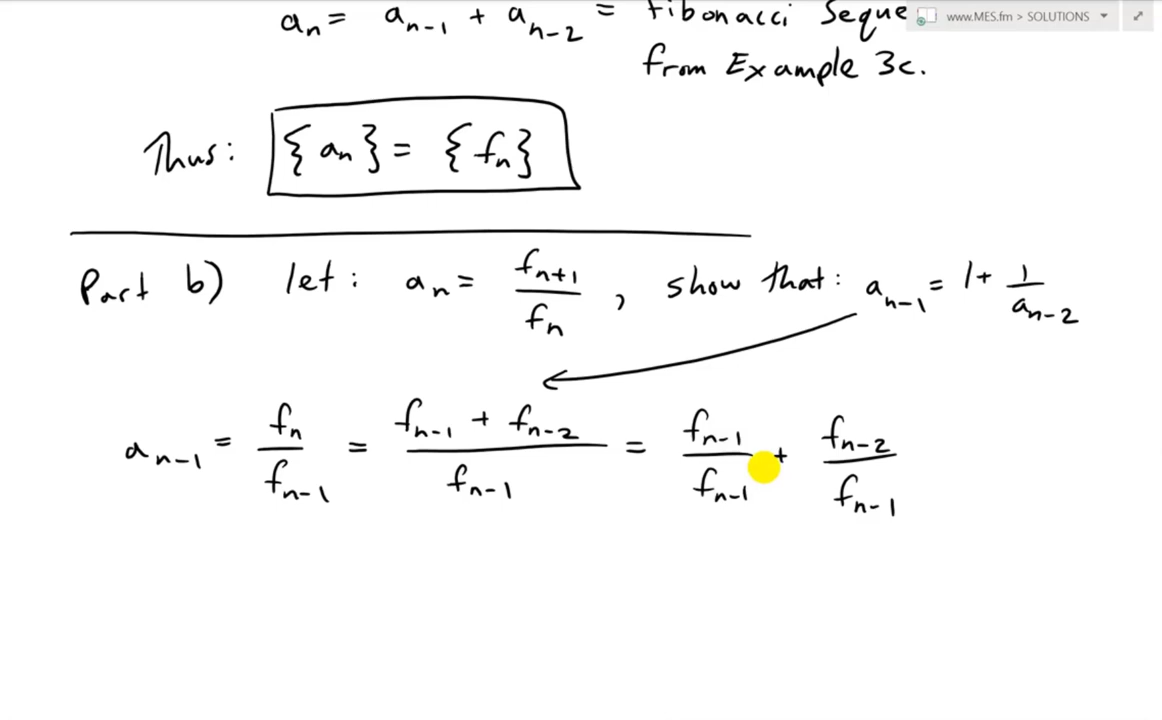 aₙ = aₙ₋₁ + aₙ₋₂ = Fibonacci Seque
www.MES.fm > SOLUTIONS
from Example 3c.
Thus: {aₙ} = {fₙ}
Part b) let: aₙ = fₙ₊₁ / fₙ , show that: aₙ₋₁ = 1 + 1 / aₙ₋₂
aₙ₋₁ = fₙ / fₙ₋₁ = (fₙ₋₁ + fₙ₋₂) / fₙ₋₁ = fₙ₋₁ / fₙ₋₁ + fₙ₋₂ / fₙ₋₁